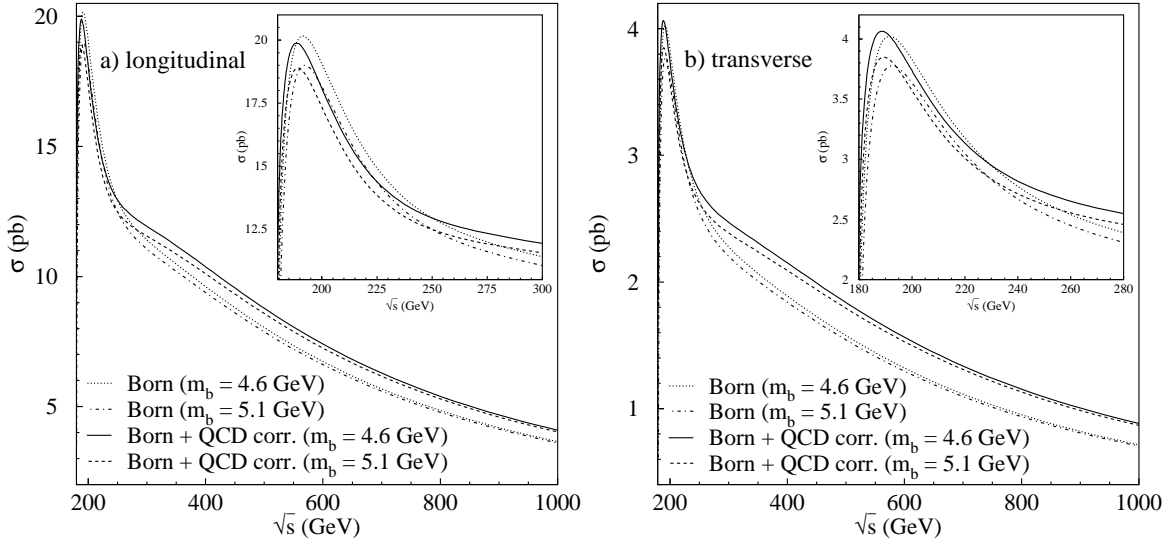 a) longitudinal
σ (pb)
20
15
10
5
200
400
600
800
1000
√s (GeV)
Born (m_b = 4.6 GeV)
Born (m_b = 5.1 GeV)
Born + QCD corr. (m_b = 4.6 GeV)
Born + QCD corr. (m_b = 5.1 GeV)
σ (pb)
20
17.5
15
12.5
200
225
250
275
300
√s (GeV)
b) transverse
σ (pb)
4
3
2
1
200
400
600
800
1000
√s (GeV)
Born (m_b = 4.6 GeV)
Born (m_b = 5.1 GeV)
Born + QCD corr. (m_b = 4.6 GeV)
Born + QCD corr. (m_b = 5.1 GeV)
σ (pb)
4
3.5
3
2.5
2
180
200
220
240
260
280
√s (GeV)